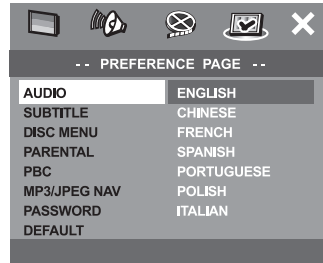 -- PREFERENCE PAGE --
AUDIO ENGLISH
SUBTITLE CHINESE
DISC MENU FRENCH
PARENTAL SPANISH
PBC PORTUGUESE
MP3/JPEG NAV POLISH
PASSWORD ITALIAN
DEFAULT